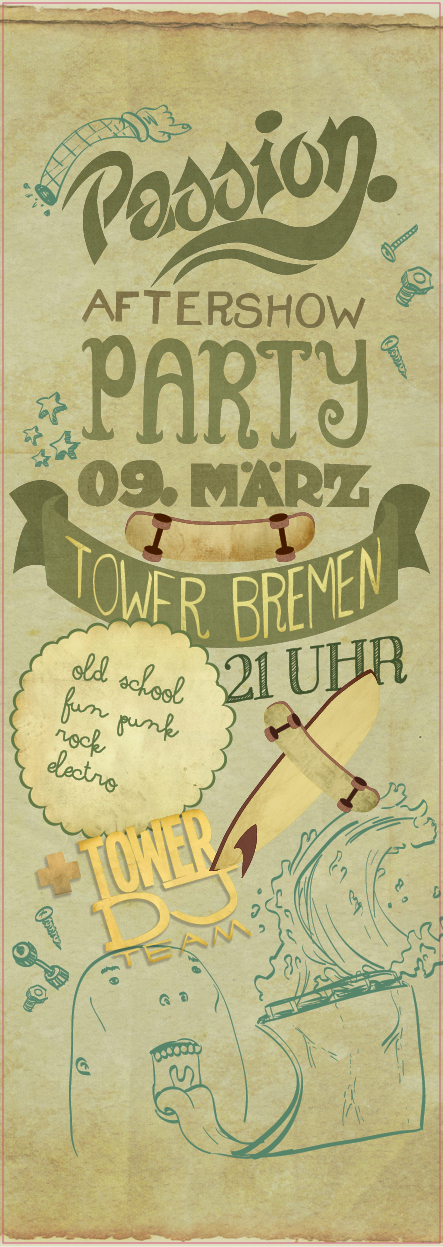 Passion.
AFTERSHOW
PARTY
09. MÄRZ
TOWER BREMEN
21 UHR
old school
fun punk
rock
electro
+ TOWER
DJ
TEAM